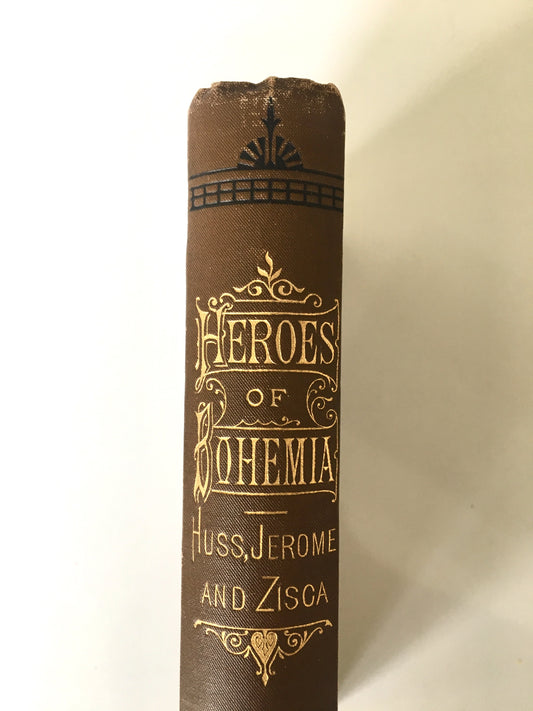 HEROES
OF
BOHEMIA
HUSS, JEROME
AND ZISCA